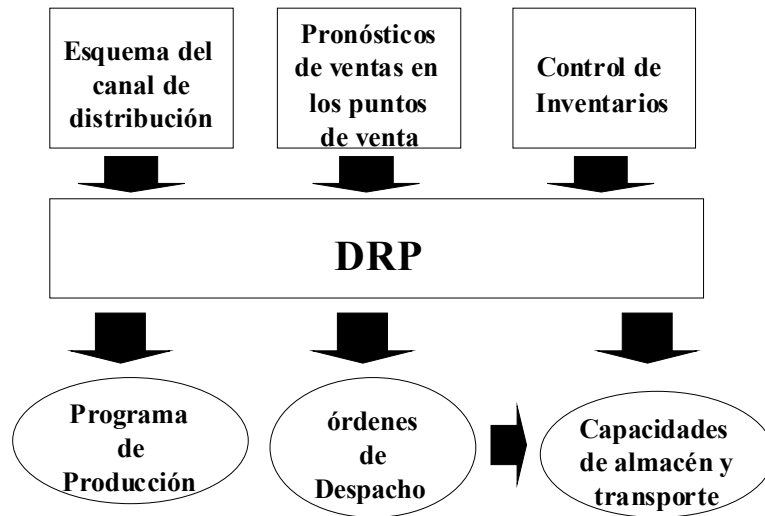 Esquema del
canal de
distribución
Pronósticos
de ventas en
los puntos
de venta
Control de
Inventarios
DRP
Programa
de
Producción
órdenes
de
Despacho
Capacidades
de almacén y
transporte